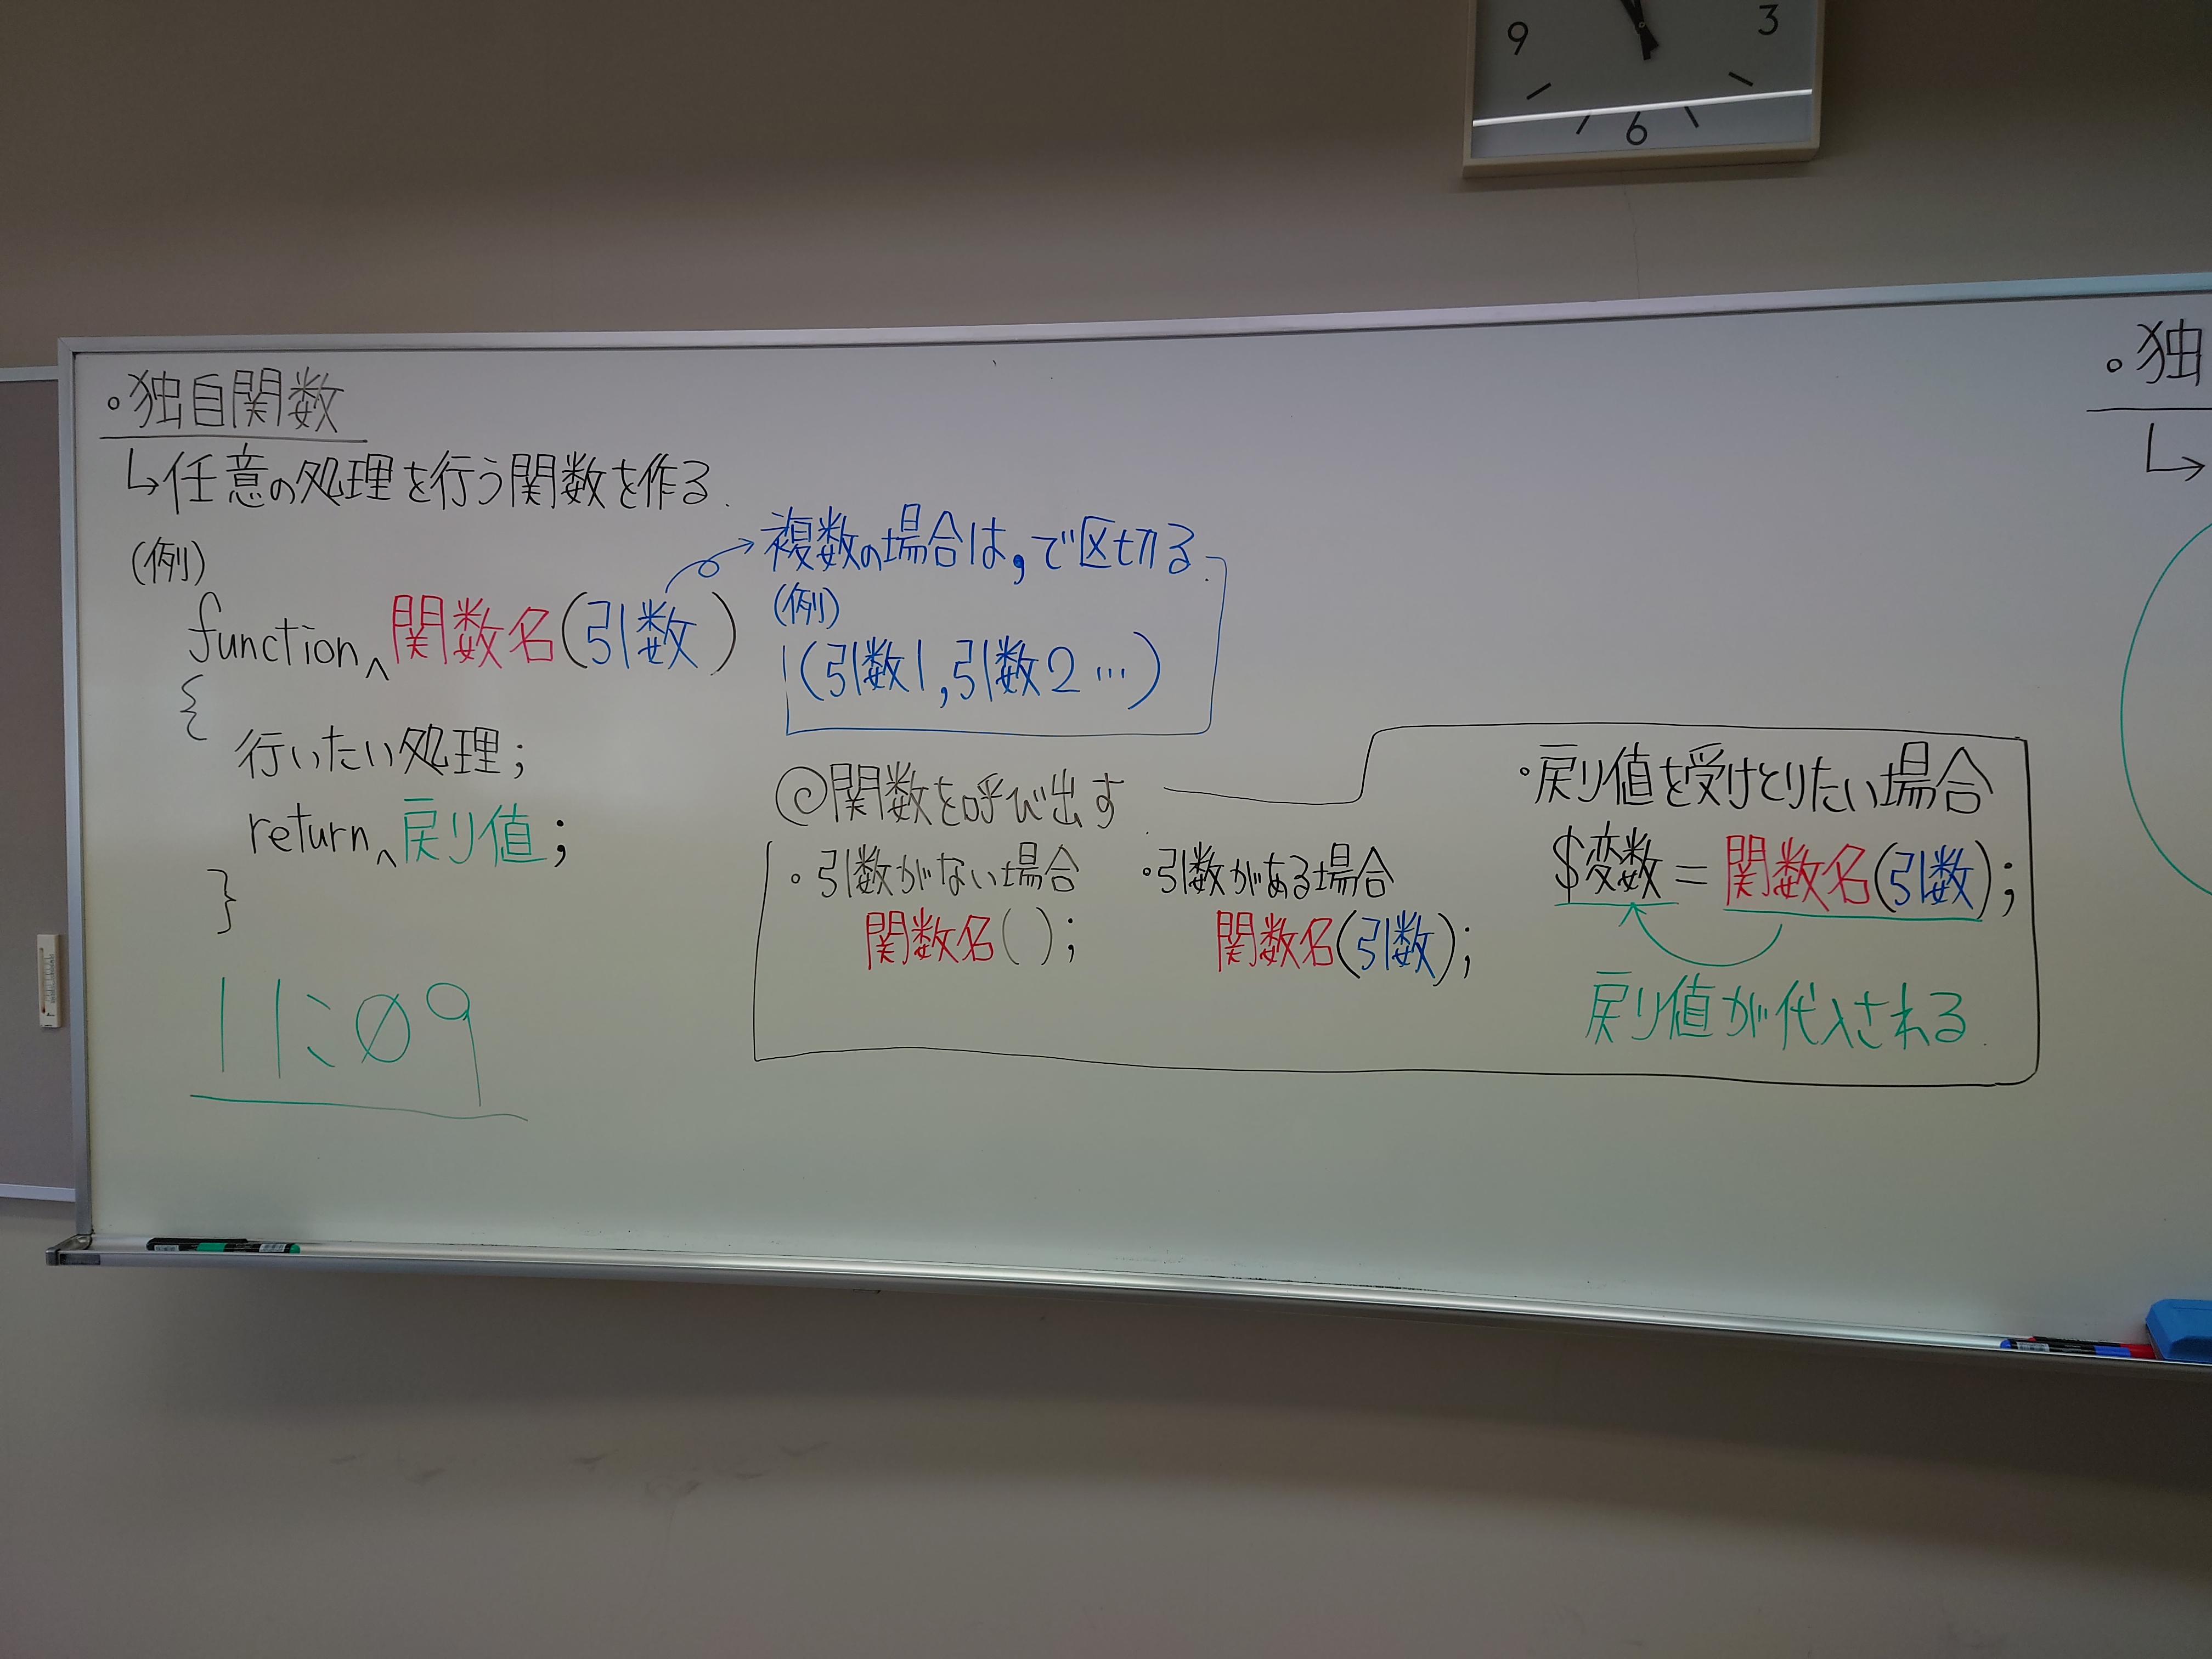 9
3
6
。独自関数
↳任意の処理を行う関数を作る.
(例)
function‸関数名(引数)
{
行いたい処理;
return‸戻り値;
}
11:09
複数の場合は,で区切る.
(例)
(引数1,引数2…)
◎関数を呼び出す.
・引数がない場合
関数名();
・引数がある場合
関数名(引数);
・戻り値を受けとりたい場合
$変数=関数名(引数);
戻り値が代入される.
。独
↳